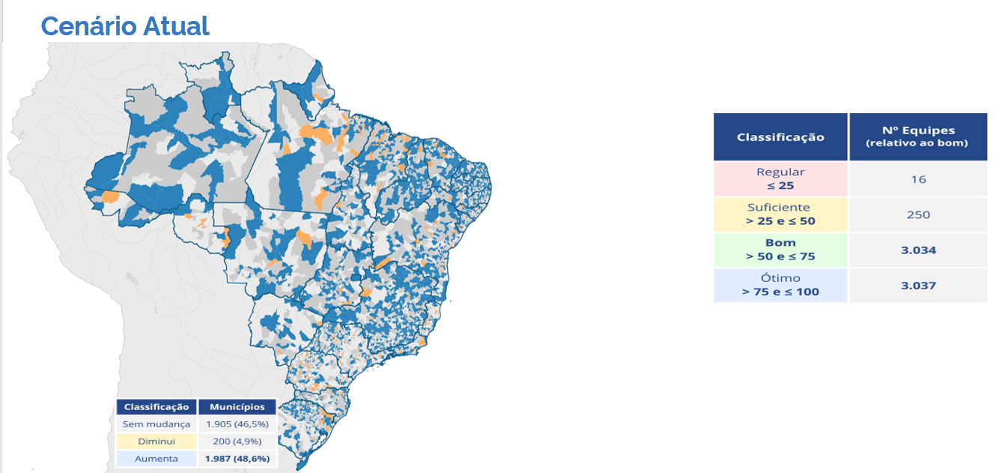 Cenário Atual
Classificação Nº Equipes
(relativo ao bom)
Regular
≤ 25 16
Suficiente
> 25 e ≤ 50 250
Bom
> 50 e ≤ 75 3.034
Ótimo
> 75 e ≤ 100 3.037
Classificação Municípios
Sem mudança 1.905 (46,5%)
Diminui 200 (4,9%)
Aumenta 1.987 (48,6%)